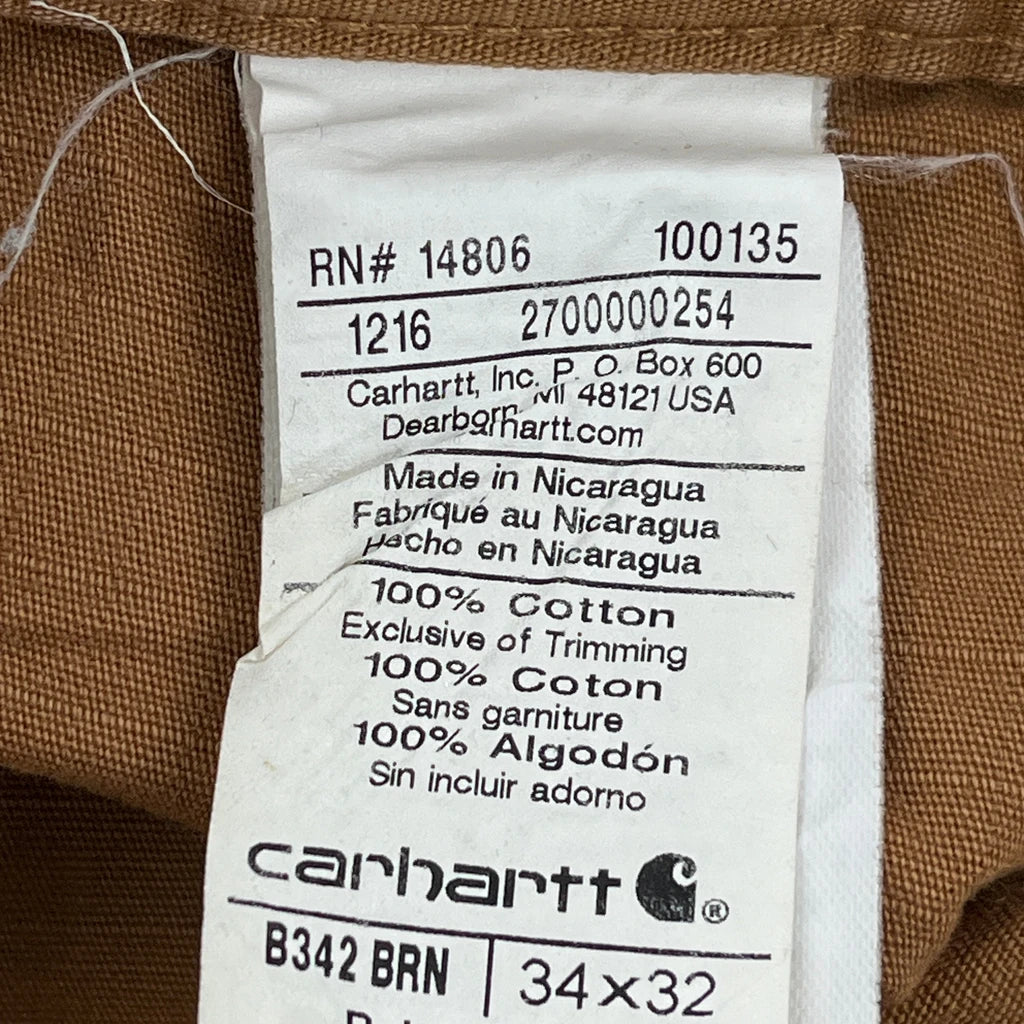 RN# 14806 100135
1216 2700000254
Carhartt, Inc. P. O. Box 600
MI 48121 USA
hartt.com
Made in Nicaragua
Fabriqué au Nicaragua
Hecho en Nicaragua
100% Cotton
Exclusive of Trimming
100% Coton
Sans garniture
100% Algodón
Sin incluir adorno
carhartt ®
B342 BRN 34x32